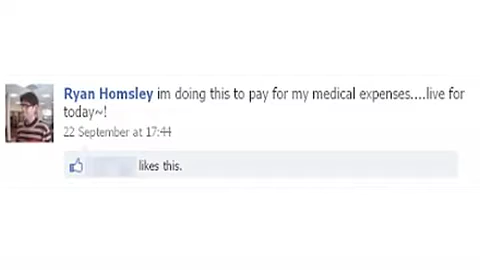 Ryan Homsley im doing this to pay for my medical expenses....live for
today~!
22 September at 17:44
likes this.